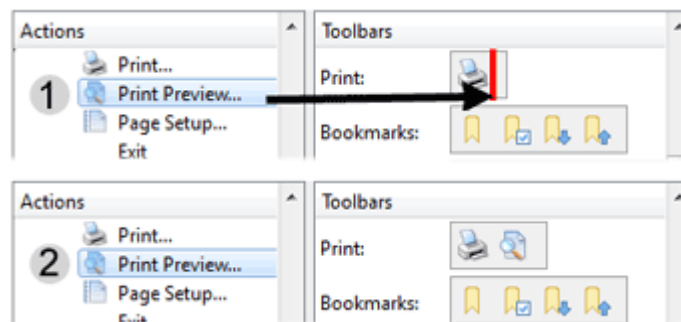 Actions
Print...
1
Print Preview...
Page Setup...
Exit
Toolbars
Print:
Bookmarks:
Actions
Print...
2
Print Preview...
Page Setup...
Exit
Toolbars
Print:
Bookmarks: